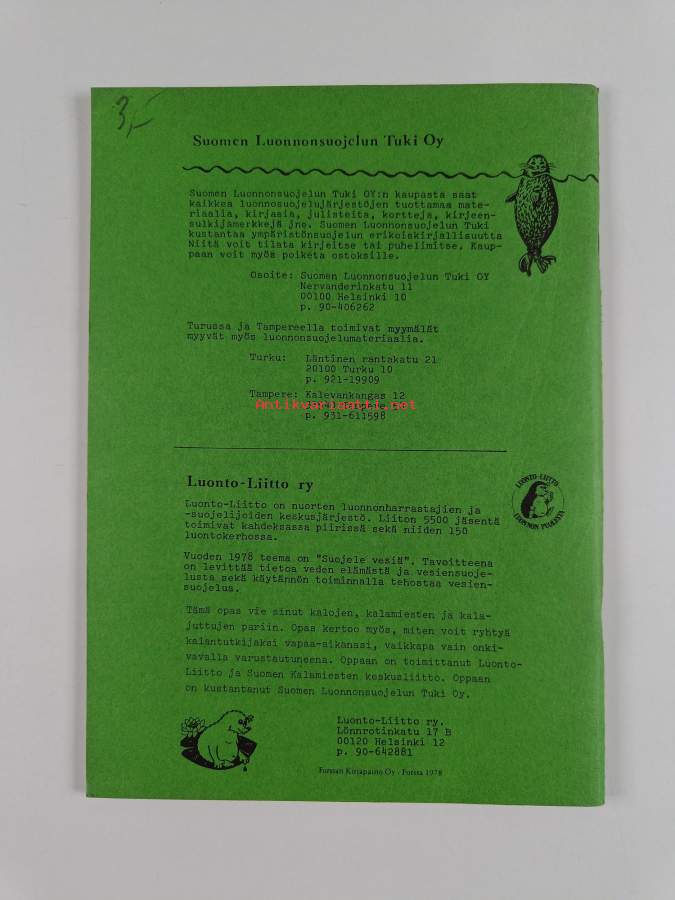 3,-
Suomen Luonnonsuojelun Tuki Oy
Suomen Luonnonsuojelun Tuki OY:n kaupasta saat
kaikkea luonnonsuojelujärjestöjen tuottamaa mate-
riaalia, kirjasia, julisteita, kortteja, kirjeen-
sulkijamerkkejä jne. Suomen Luonnonsuojelun Tuki
kustantaa ympäristönsuojelun erikoiskirjallisuutta
Niitä voit tilata kirjeitse tai puhelimitse. Kaup-
paan voit myös poiketa ostoksille.
Osoite: Suomen Luonnonsuojelun Tuki OY
Nervanderinkatu 11
00100 Helsinki 10
p. 90-406262
Turussa ja Tampereella toimivat myymälät
myyvät myös luonnonsuojelumateriaalia.
Turku: Läntinen rantakatu 21
20100 Turku 10
p. 921-19909
Tampere: Kalevankangas 12
Antikvariaatti.net
p. 931-611598
Luonto-Liitto ry
LUONTO-LIITTO
LUONNON PUOLESTA
Luonto-Liitto on nuorten luonnonharrastajien ja
-suojelijoiden keskusjärjestö. Liiton 5500 jäsentä
toimivat kahdeksassa piirissä sekä niiden 150
luontokerhossa.
Vuoden 1978 teema on "Suojele vesiä". Tavoitteena
on levittää tietoa veden elämästä ja vesiensuoje-
lusta sekä käytännön toiminnalla tehostaa vesien-
suojelua.
Tämä opas vie sinut kalojen, kalamiesten ja kala-
juttujen pariin. Opas kertoo myös, miten voit ryhtyä
kalantutkijaksi vapaa-aikanasi, vaikkapa vain onki-
vavalla varustautuneena. Oppaan on toimittanut Luonto-
Liitto ja Suomen Kalamiesten keskusliitto. Oppaan
on kustantanut Suomen Luonnonsuojelun Tuki Oy.
Luonto-Liitto ry.
Lönnrotinkatu 17 B
00120 Helsinki 12
p. 90-642881
Forssan Kirjapaino Oy - Forssa 1978